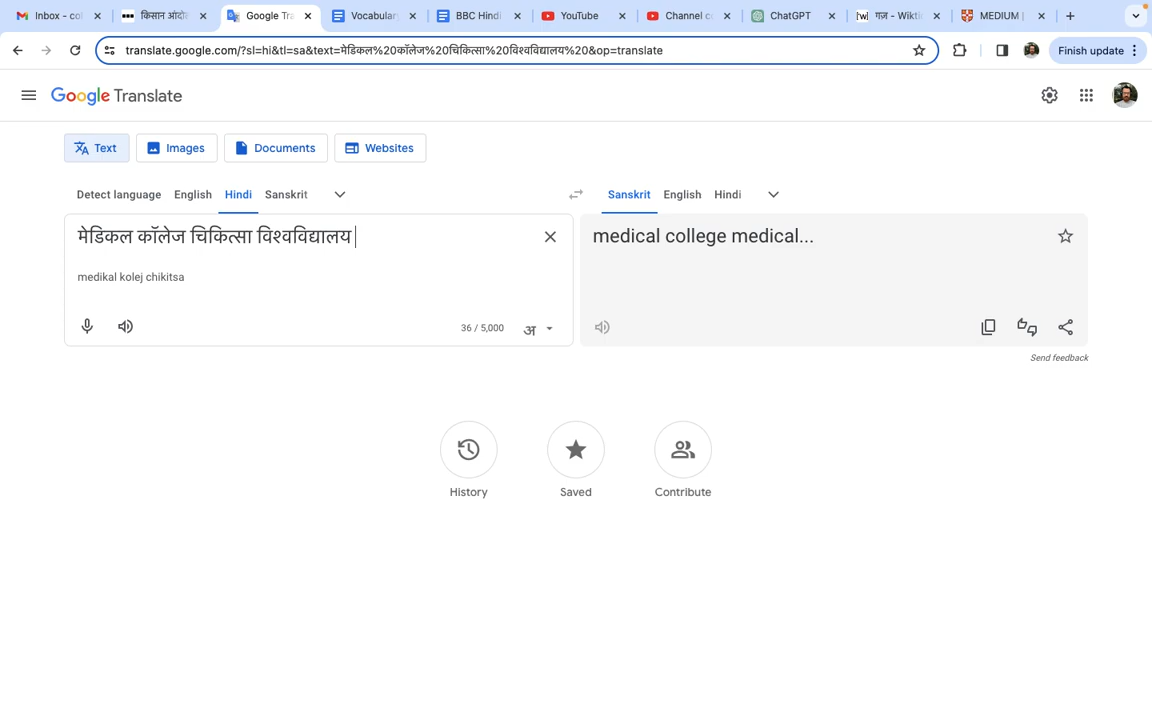 Inbox – co
किसान आंदो
Google Tra
Vocabular
BBC Hindi
YouTube
Channel c
ChatGPT
गज़ - Wikti
MEDIUM |
translate.google.com/?sl=hi&tl=sa&text=मेडिकल%20कॉलेज%20चिकित्सा%20विश्वविद्यालय%20&op=translate
Finish update
Google Translate
Text Images Documents Websites
Detect language English Hindi Sanskrit
Sanskrit English Hindi
मेडिकल कॉलेज चिकित्सा विश्वविद्यालय
medikal kolej chikitsa
36 / 5,000
अ
medical college medical...
Send feedback
History Saved Contribute